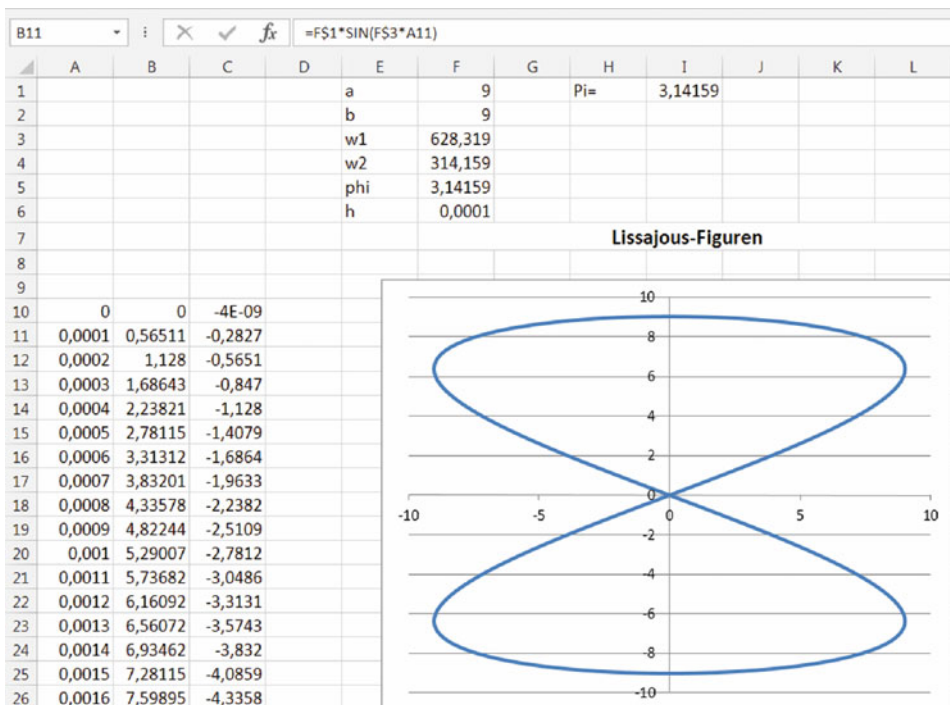 B11 fx =F$1*SIN(F$3*A11)
A B C D E F G H I J K L
1 a 9 Pi= 3,14159
2 b 9
3 w1 628,319
4 w2 314,159
5 phi 3,14159
6 h 0,0001
7 Lissajous-Figuren
8
9
10 0 0 -4E-09
11 0,0001 0,56511 -0,2827
12 0,0002 1,128 -0,5651
13 0,0003 1,68643 -0,847
14 0,0004 2,23821 -1,128
15 0,0005 2,78115 -1,4079
16 0,0006 3,31312 -1,6864
17 0,0007 3,83201 -1,9633
18 0,0008 4,33578 -2,2382
19 0,0009 4,82244 -2,5109
20 0,001 5,29007 -2,7812
21 0,0011 5,73682 -3,0486
22 0,0012 6,16092 -3,3131
23 0,0013 6,56072 -3,5743
24 0,0014 6,93462 -3,832
25 0,0015 7,28115 -4,0859
26 0,0016 7,59895 -4,3358
10
8
6
4
2
0
-10 -5 0 5 10
-2
-4
-6
-8
-10